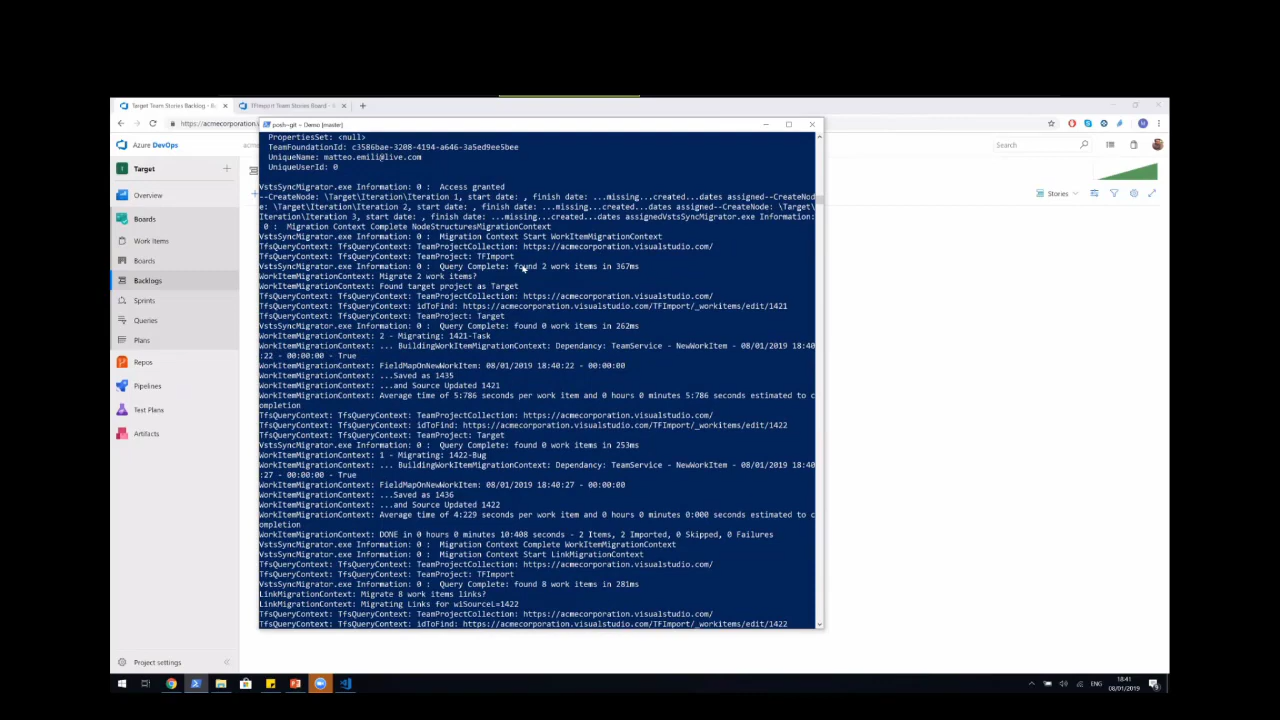 Target Team Stories Backlog - Bo
TFImport Team Stories Board - 
https://acmecorporation.
posh~git ~ Demo [master]
Azure DevOps
acm
Search
Target
Overview
Boards
Work Items
Boards
Backlogs
Sprints
Queries
Plans
Repos
Pipelines
Test Plans
Artifacts
Project settings
Stories
PropertiesSet: <null>
TeamFoundationId: c3586bae-3208-4194-a646-3a5ed9ee5bee
UniqueName: matteo.emili@live.com
UniqueUserId: 0
VstsSyncMigrator.exe Information: 0 :  Access granted
--CreateNode: \Target\Iteration\Iteration 1, start date: , finish date: ...missing...created...dates assigned--CreateNod
e: \Target\Iteration\Iteration 2, start date: , finish date: ...missing...created...dates assigned--CreateNode: \Target\
Iteration\Iteration 3, start date: , finish date: ...missing...created...dates assignedVstsSyncMigrator.exe Information:
0 :  Migration Context Complete NodeStructuresMigrationContext
VstsSyncMigrator.exe Information: 0 :  Migration Context Start WorkItemMigrationContext
TfsQueryContext: TfsQueryContext: TeamProjectCollection: https://acmecorporation.visualstudio.com/
TfsQueryContext: TfsQueryContext: TeamProject: TFImport
VstsSyncMigrator.exe Information: 0 :  Query Complete: found 2 work items in 367ms
WorkItemMigrationContext: Migrate 2 work items?
WorkItemMigrationContext: Found target project as Target
TfsQueryContext: TfsQueryContext: TeamProjectCollection: https://acmecorporation.visualstudio.com/
TfsQueryContext: TfsQueryContext: idToFind: https://acmecorporation.visualstudio.com/TFImport/_workitems/edit/1421
TfsQueryContext: TfsQueryContext: TeamProject: Target
VstsSyncMigrator.exe Information: 0 :  Query Complete: found 0 work items in 262ms
WorkItemMigrationContext: 2 - Migrating: 1421-Task
WorkItemMigrationContext: ... BuildingWorkItemMigrationContext: Dependancy: TeamService - NewWorkItem - 08/01/2019 18:40
:22 - 00:00:00 - True
WorkItemMigrationContext: FieldMapOnNewWorkItem: 08/01/2019 18:40:22 - 00:00:00
WorkItemMigrationContext: ...Saved as 1435
WorkItemMigrationContext: ...and Source Updated 1421
WorkItemMigrationContext: Average time of 5:786 seconds per work item and 0 hours 0 minutes 5:786 seconds estimated to c
ompletion
TfsQueryContext: TfsQueryContext: TeamProjectCollection: https://acmecorporation.visualstudio.com/
TfsQueryContext: TfsQueryContext: idToFind: https://acmecorporation.visualstudio.com/TFImport/_workitems/edit/1422
TfsQueryContext: TfsQueryContext: TeamProject: Target
VstsSyncMigrator.exe Information: 0 :  Query Complete: found 0 work items in 253ms
WorkItemMigrationContext: 1 - Migrating: 1422-Bug
WorkItemMigrationContext: ... BuildingWorkItemMigrationContext: Dependancy: TeamService - NewWorkItem - 08/01/2019 18:40
:27 - 00:00:00 - True
WorkItemMigrationContext: FieldMapOnNewWorkItem: 08/01/2019 18:40:27 - 00:00:00
WorkItemMigrationContext: ...Saved as 1436
WorkItemMigrationContext: ...and Source Updated 1422
WorkItemMigrationContext: Average time of 4:229 seconds per work item and 0 hours 0 minutes 0:000 seconds estimated to c
ompletion
WorkItemMigrationContext: DONE in 0 hours 0 minutes 10:408 seconds - 2 Items, 2 Imported, 0 Skipped, 0 Failures
VstsSyncMigrator.exe Information: 0 :  Migration Context Complete WorkItemMigrationContext
VstsSyncMigrator.exe Information: 0 :  Migration Context Start LinkMigrationContext
TfsQueryContext: TfsQueryContext: TeamProjectCollection: https://acmecorporation.visualstudio.com/
TfsQueryContext: TfsQueryContext: TeamProject: TFImport
VstsSyncMigrator.exe Information: 0 :  Query Complete: found 8 work items in 281ms
LinkMigrationContext: Migrate 8 work items links?
LinkMigrationContext: Migrating Links for wiSourceL=1422
TfsQueryContext: TfsQueryContext: TeamProjectCollection: https://acmecorporation.visualstudio.com/
TfsQueryContext: TfsQueryContext: idToFind: https://acmecorporation.visualstudio.com/TFImport/_workitems/edit/1422
ENG
18:41
08/01/2019